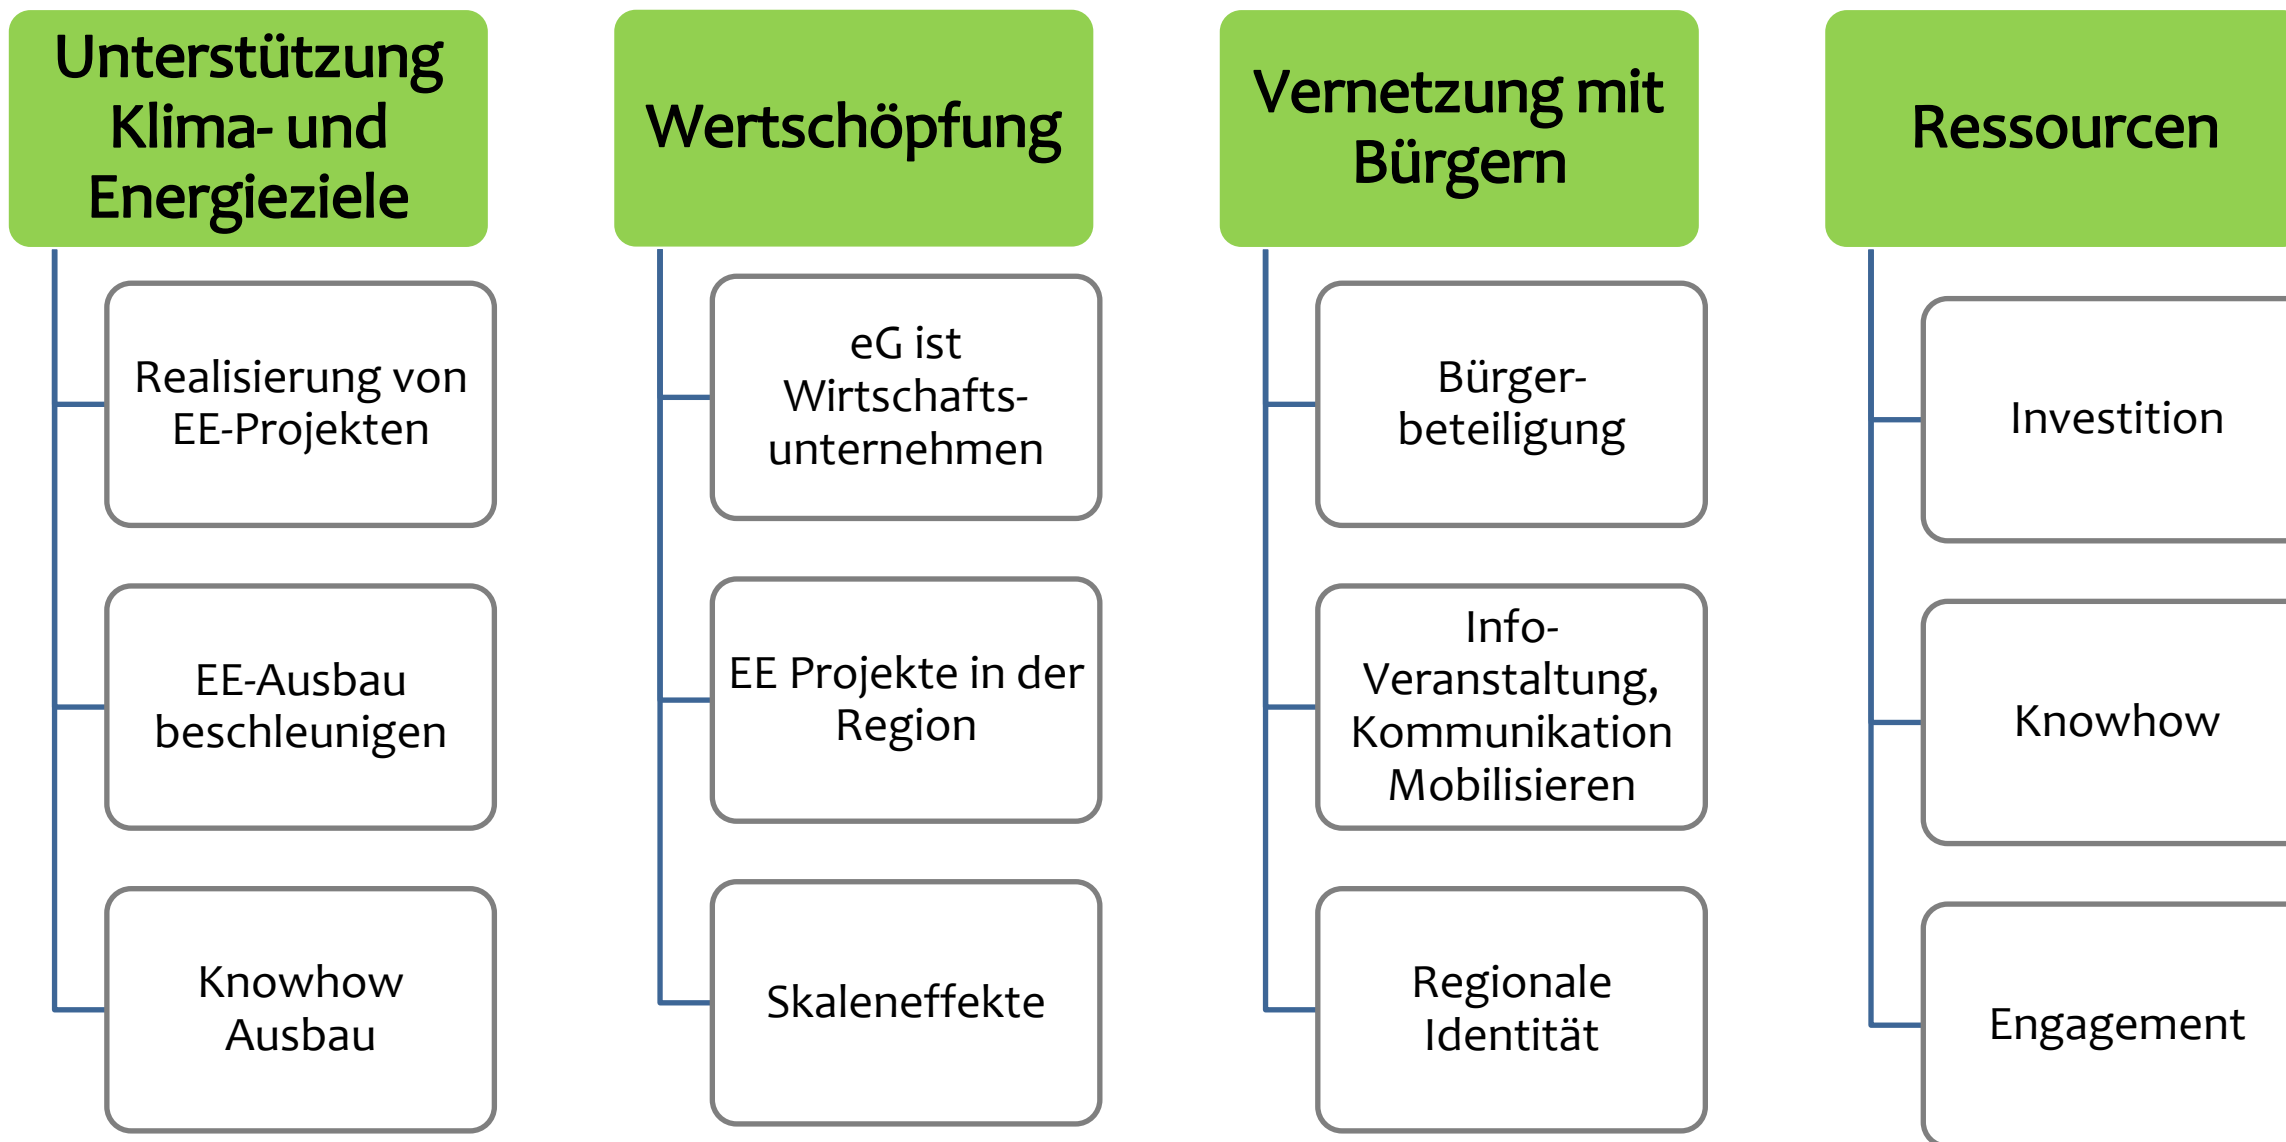 Unterstützung
Klima- und
Energieziele
Realisierung von
EE-Projekten
EE-Ausbau
beschleunigen
Knowhow
Ausbau
Wertschöpfung
eG ist
Wirtschafts-
unternehmen
EE Projekte in der
Region
Skaleneffekte
Vernetzung mit
Bürgern
Bürger-
beteiligung
Info-
Veranstaltung,
Kommunikation
Mobilisieren
Regionale
Identität
Ressourcen
Investition
Knowhow
Engagement